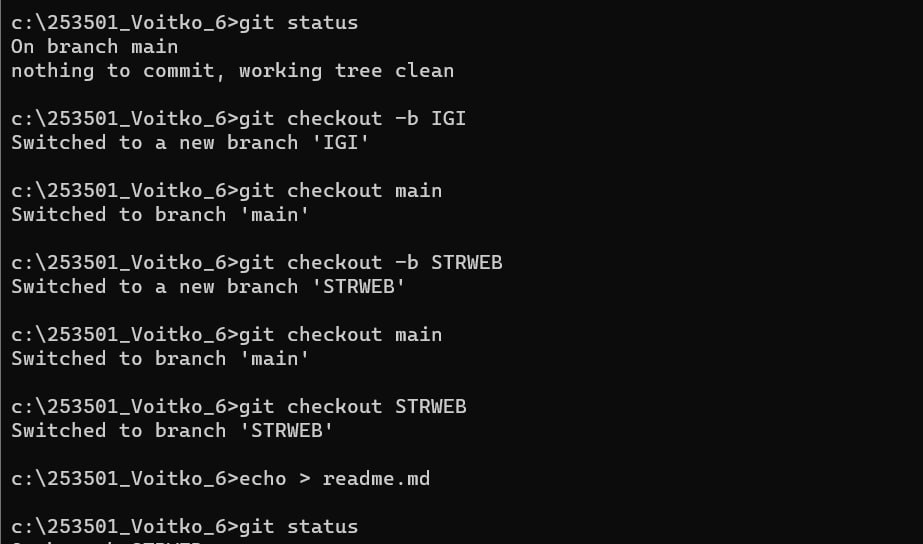 c:\253501_Voitko_6>git status
On branch main
nothing to commit, working tree clean
c:\253501_Voitko_6>git checkout -b IGI
Switched to a new branch 'IGI'
c:\253501_Voitko_6>git checkout main
Switched to branch 'main'
c:\253501_Voitko_6>git checkout -b STRWEB
Switched to a new branch 'STRWEB'
c:\253501_Voitko_6>git checkout main
Switched to branch 'main'
c:\253501_Voitko_6>git checkout STRWEB
Switched to branch 'STRWEB'
c:\253501_Voitko_6>echo > readme.md
c:\253501_Voitko_6>git status